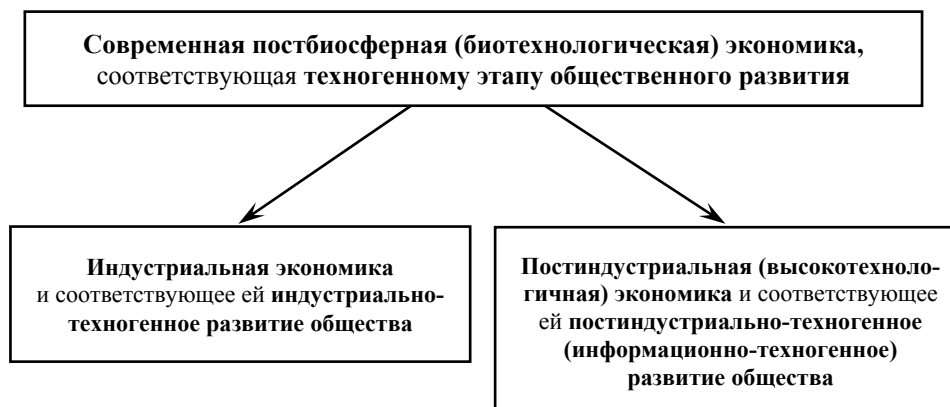 Современная постбиосферная (биотехнологическая) экономика,
соответствующая техногенному этапу общественного развития
Индустриальная экономика
и соответствующее ей индустриально-
техногенное развитие общества
Постиндустриальная (высокотехноло-
гичная) экономика и соответствующее
ей постиндустриально-техногенное
(информационно-техногенное)
развитие общества